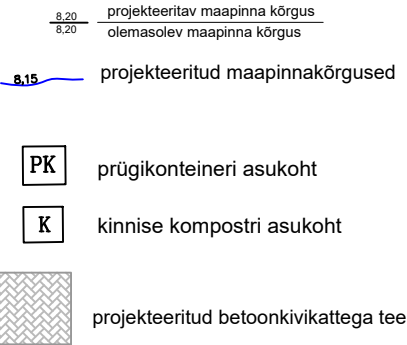 8,20 projekteeritav maapinna kõrgus
8,20 olemasolev maapinna kõrgus
8,15 projekteeritud maapinnakõrgused
PK prügikonteineri asukoht
K kinnise kompostri asukoht
projekteeritud betoonkivikattega tee